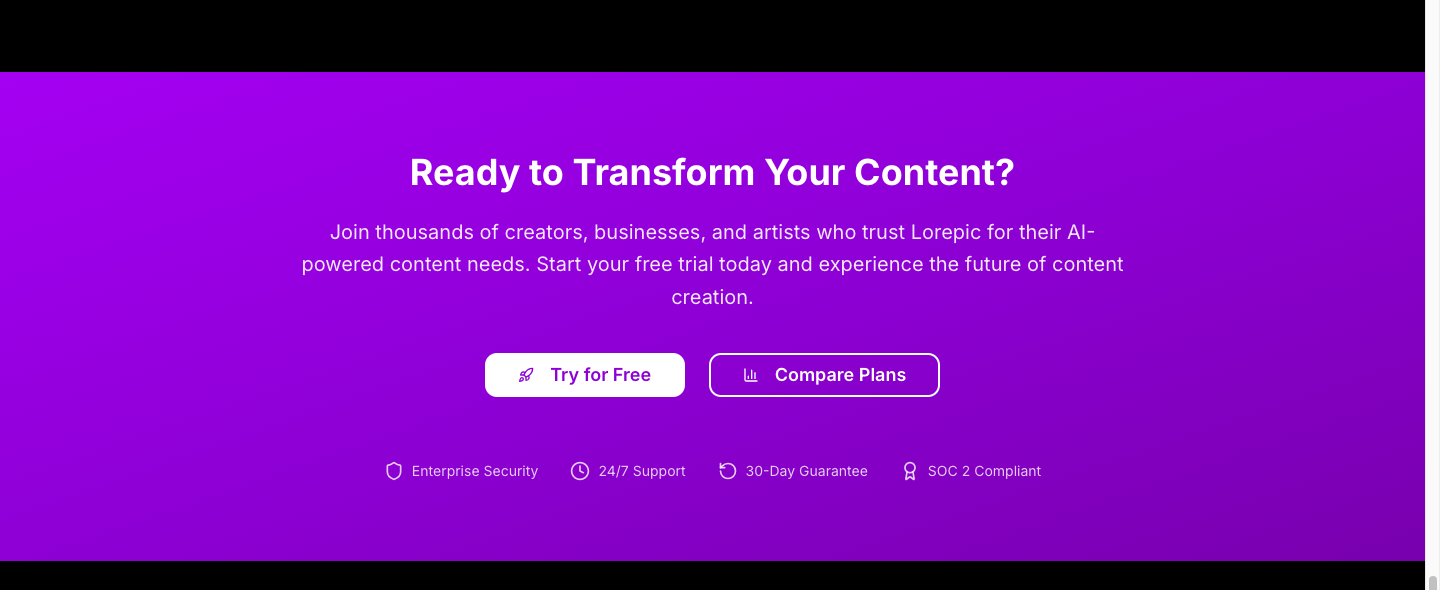 Ready to Transform Your Content?
Join thousands of creators, businesses, and artists who trust Lorepic for their AI-
powered content needs. Start your free trial today and experience the future of content
creation.
Try for Free
Compare Plans
Enterprise Security
24/7 Support
30-Day Guarantee
SOC 2 Compliant